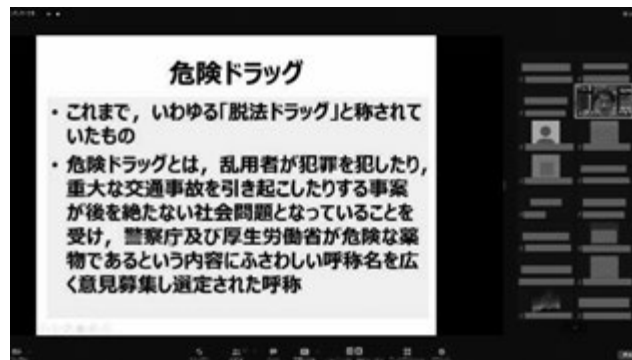 危険ドラッグ
・これまで，いわゆる「脱法ドラッグ」と称されて
いたもの
・危険ドラッグとは，乱用者が犯罪を犯したり，
重大な交通事故を引き起こしたりする事案
が後を絶たない社会問題となっていることを
受け，警察庁及び厚生労働省が危険な薬
物であるという内容にふさわしい呼称名を広
く意見募集し選定された呼称